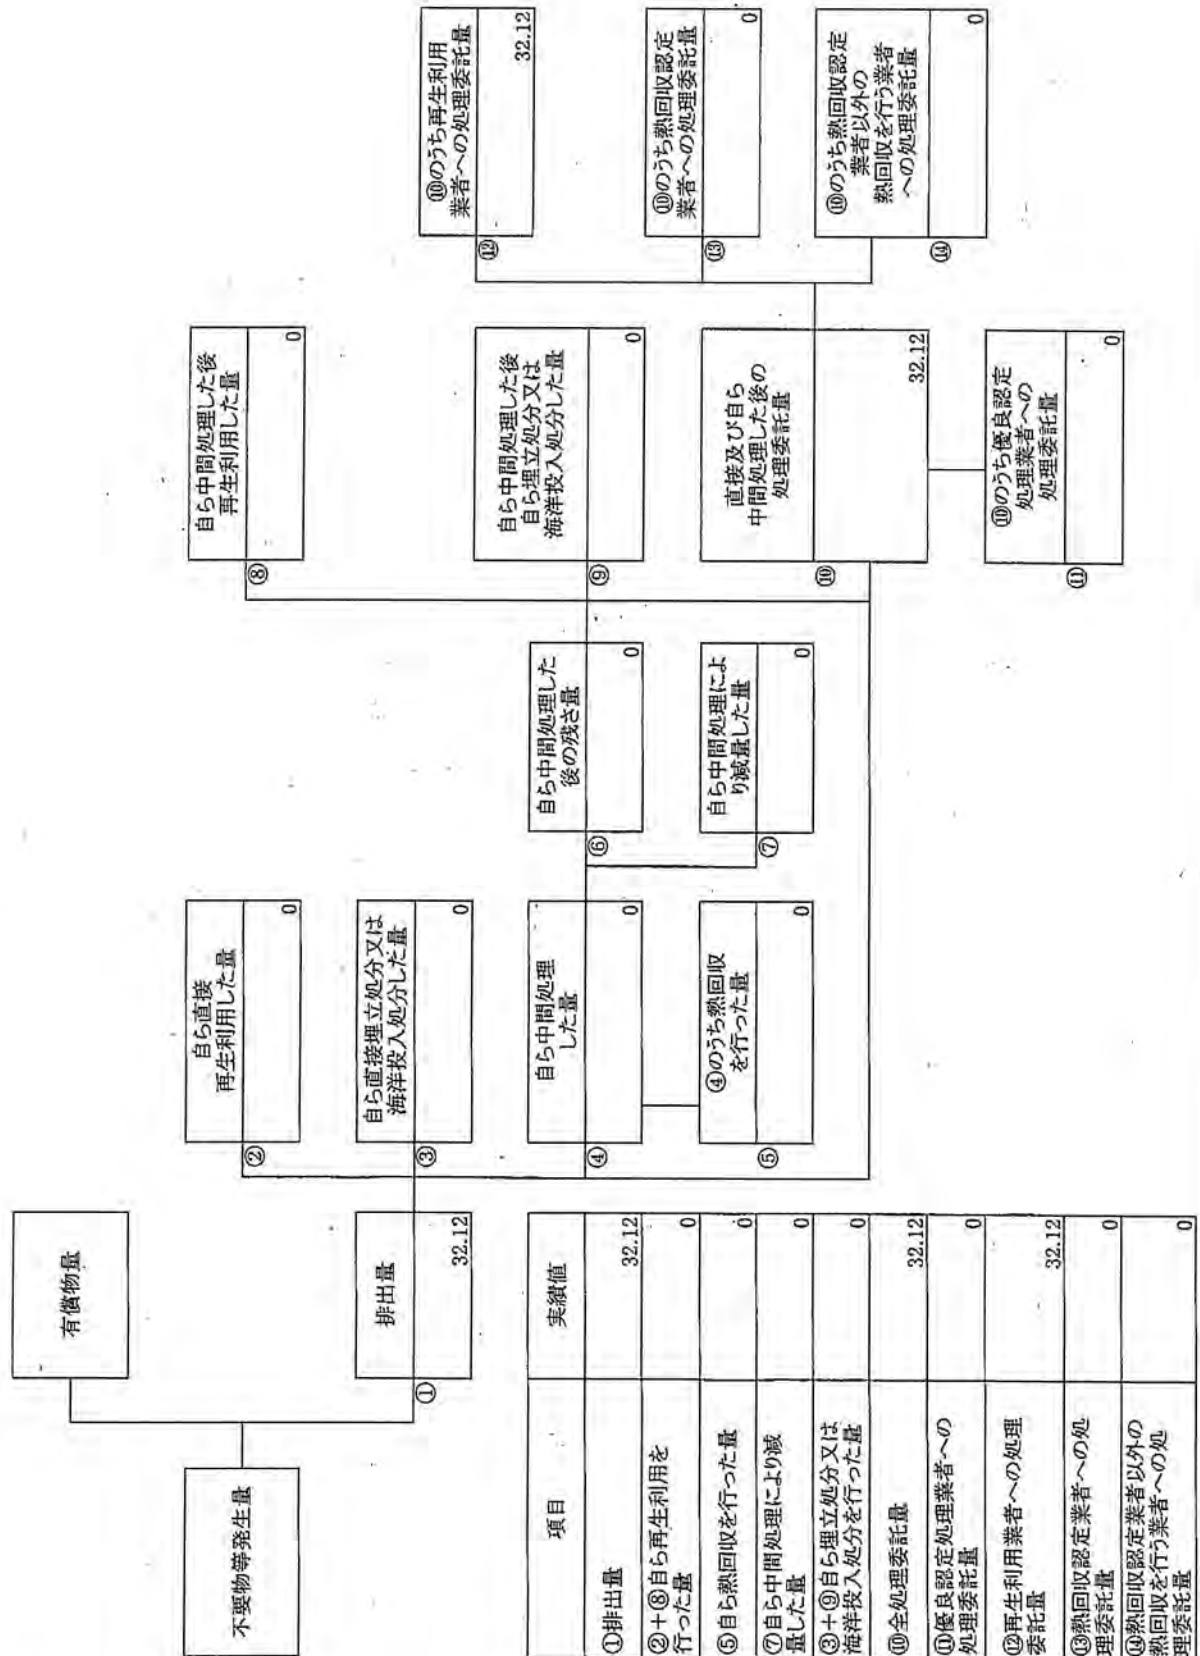 不要物等発生量
有償物量
①
排出量
32.12
②
自ら直接
再生利用した量
0
③
自ら直接埋立処分又は
海洋投入処分した量
0
④
自ら中間処理
した量
0
⑤
④のうち熱回収
を行った量
0
⑥
自ら中間処理した
後の残さ量
0
⑦
自ら中間処理によ
り減量した量
0
⑧
自ら中間処理した後
再生利用した量
0
⑨
自ら中間処理した後
自ら埋立処分又は
海洋投入処分した量
0
⑩
直接及び自ら
中間処理した後の
処理委託量
32.12
⑪
⑩のうち優良認定
処理業者への
処理委託量
0
⑫
⑩のうち再生利用
業者への処理委託量
32.12
⑬
⑩のうち熱回収認定
業者への処理委託量
0
⑭
⑩のうち熱回収認定
業者以外の
熱回収を行う業者
への処理委託量
0
項目 実績値
①排出量 32.12
②+⑧自ら再生利用を
行った量 0
⑤自ら熱回収を行った量 0
⑦自ら中間処理により減
量した量 0
③+⑨自ら埋立処分又は
海洋投入処分を行った量 0
⑩全処理委託量 32.12
⑪優良認定処理業者への
処理委託量 0
⑫再生利用業者への処理
委託量 32.12
⑬熱回収認定業者への処
理委託量 0
⑭熱回収認定業者以外の
熱回収を行う業者への処
理委託量 0